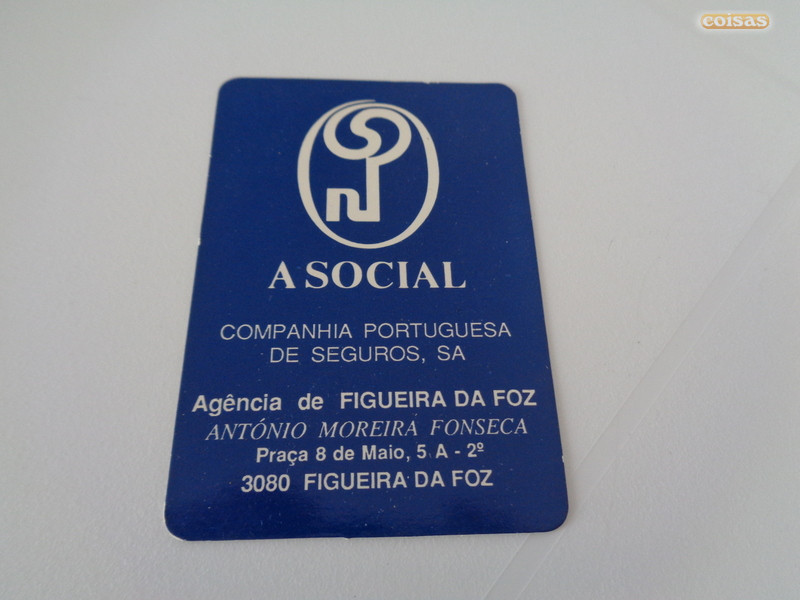 coisas
A SOCIAL
COMPANHIA PORTUGUESA
DE SEGUROS, SA
Agência de FIGUEIRA DA FOZ
ANTÓNIO MOREIRA FONSECA
Praça 8 de Maio, 5 A - 2º
3080 FIGUEIRA DA FOZ